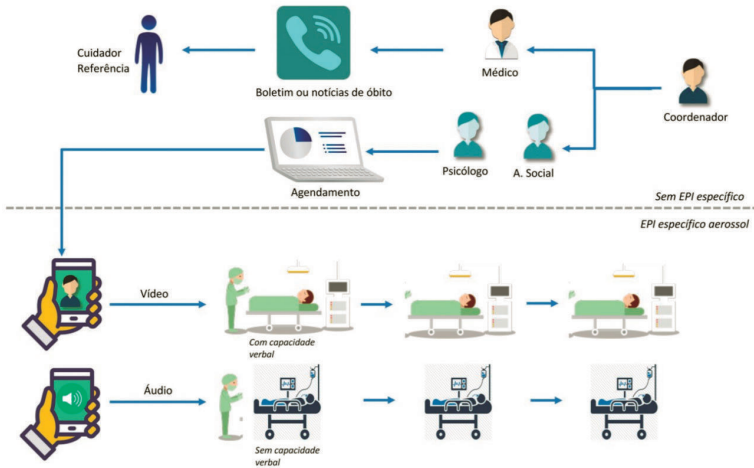 Cuidador
Referência
Boletim ou notícias de óbito
Médico
Coordenador
Agendamento
Psicólogo
A. Social
Sem EPI específico
EPI específico aerossol
Vídeo
Com capacidade
verbal
Áudio
Sem capacidade
verbal